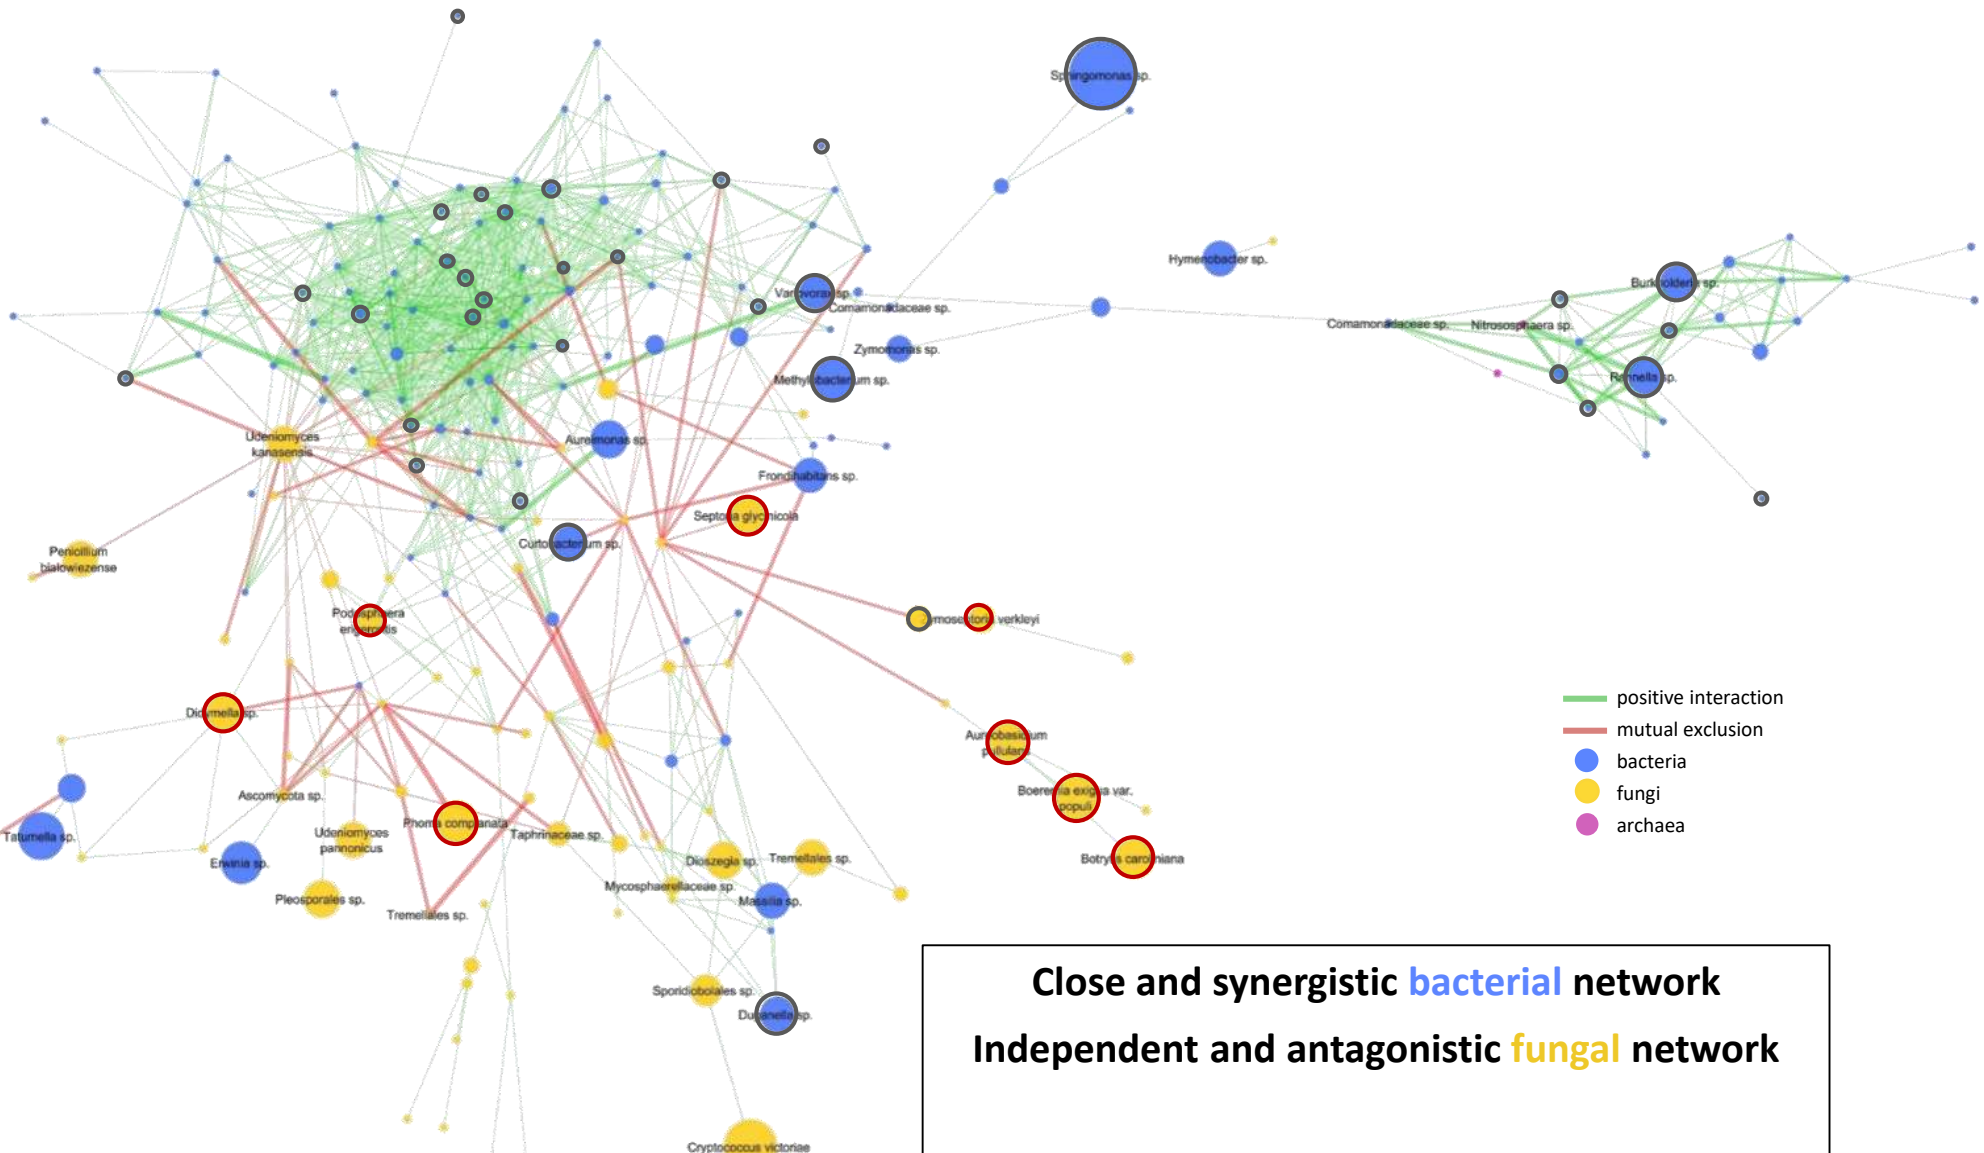 Sphingomonas sp.
Hymenobacter sp.
Burkholderia sp.
Variovorax sp.
Comamonadaceae sp.
Comamonadaceae sp.
Nitrososphaera sp.
Zymomonas sp.
Methylobacterium sp.
Rahnella sp.
Udeniomyces
kanasensis
Aureimonas sp.
Frondihabitans sp.
Septoria glycinicola
Curtobacterium sp.
Penicillium
bialowiezense
Podosphaera
erigerontis
Zymoseptoria verkleyi
Didymella sp.
positive interaction
mutual exclusion
bacteria
fungi
archaea
Aureobasidium
pullulans
Boeremia exigua var.
populi
Ascomycota sp.
Phoma complanata
Tatumella sp.
Udeniomyces
pannonicus
Taphrinaceae sp.
Erwinia sp.
Dioszegia sp.
Tremellales sp.
Botrytis caroliniana
Mycosphaerellaceae sp.
Pleosporales sp.
Massilia sp.
Tremellales sp.
Sporidiobolales sp.
Duganella sp.
Cryptococcus victoriae
Close and synergistic bacterial network
Independent and antagonistic fungal network